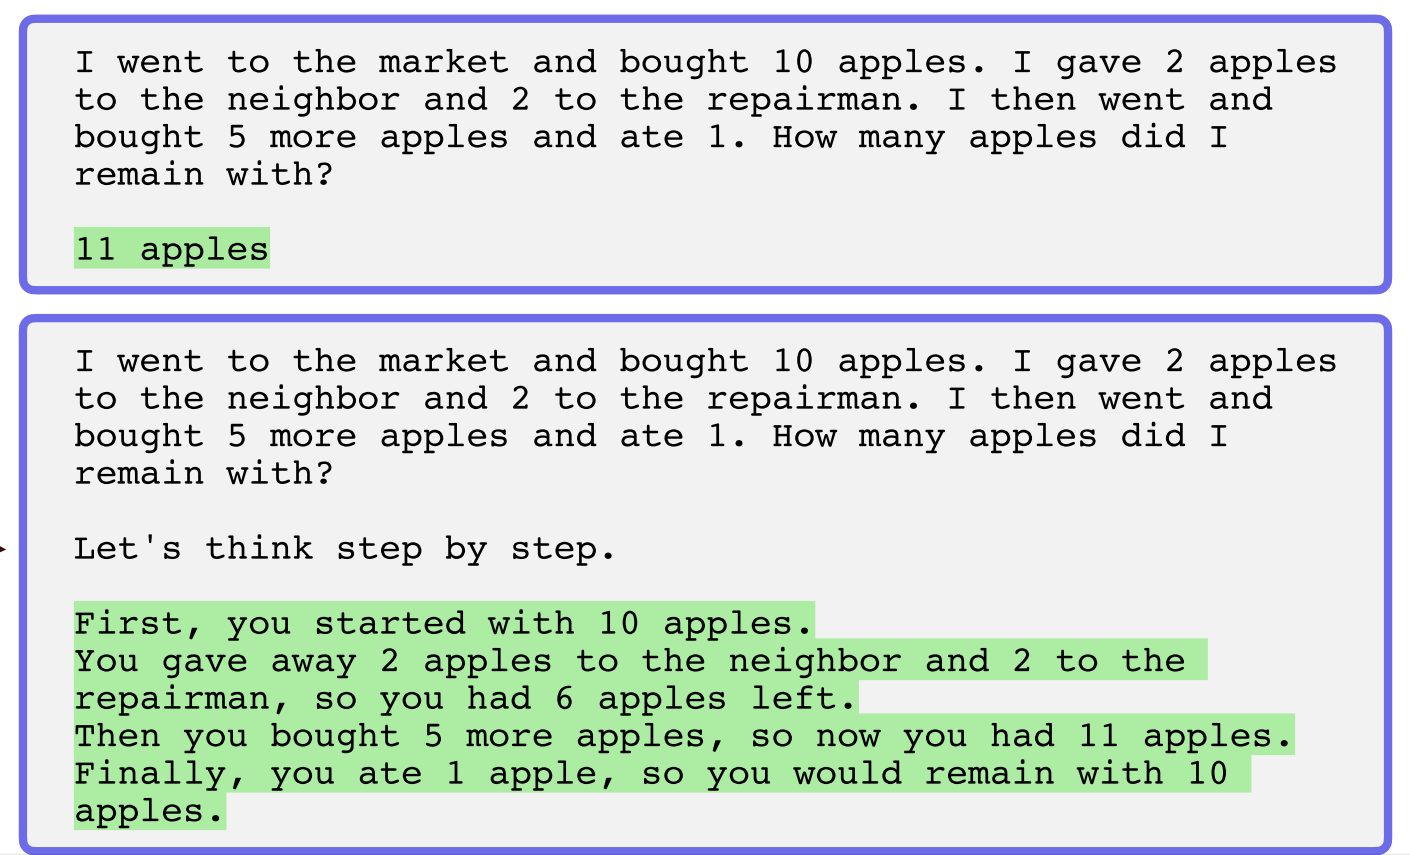 I went to the market and bought 10 apples. I gave 2 apples
to the neighbor and 2 to the repairman. I then went and
bought 5 more apples and ate 1. How many apples did I
remain with?
11 apples
I went to the market and bought 10 apples. I gave 2 apples
to the neighbor and 2 to the repairman. I then went and
bought 5 more apples and ate 1. How many apples did I
remain with?
Let's think step by step.
First, you started with 10 apples.
You gave away 2 apples to the neighbor and 2 to the
repairman, so you had 6 apples left.
Then you bought 5 more apples, so now you had 11 apples.
Finally, you ate 1 apple, so you would remain with 10
apples.